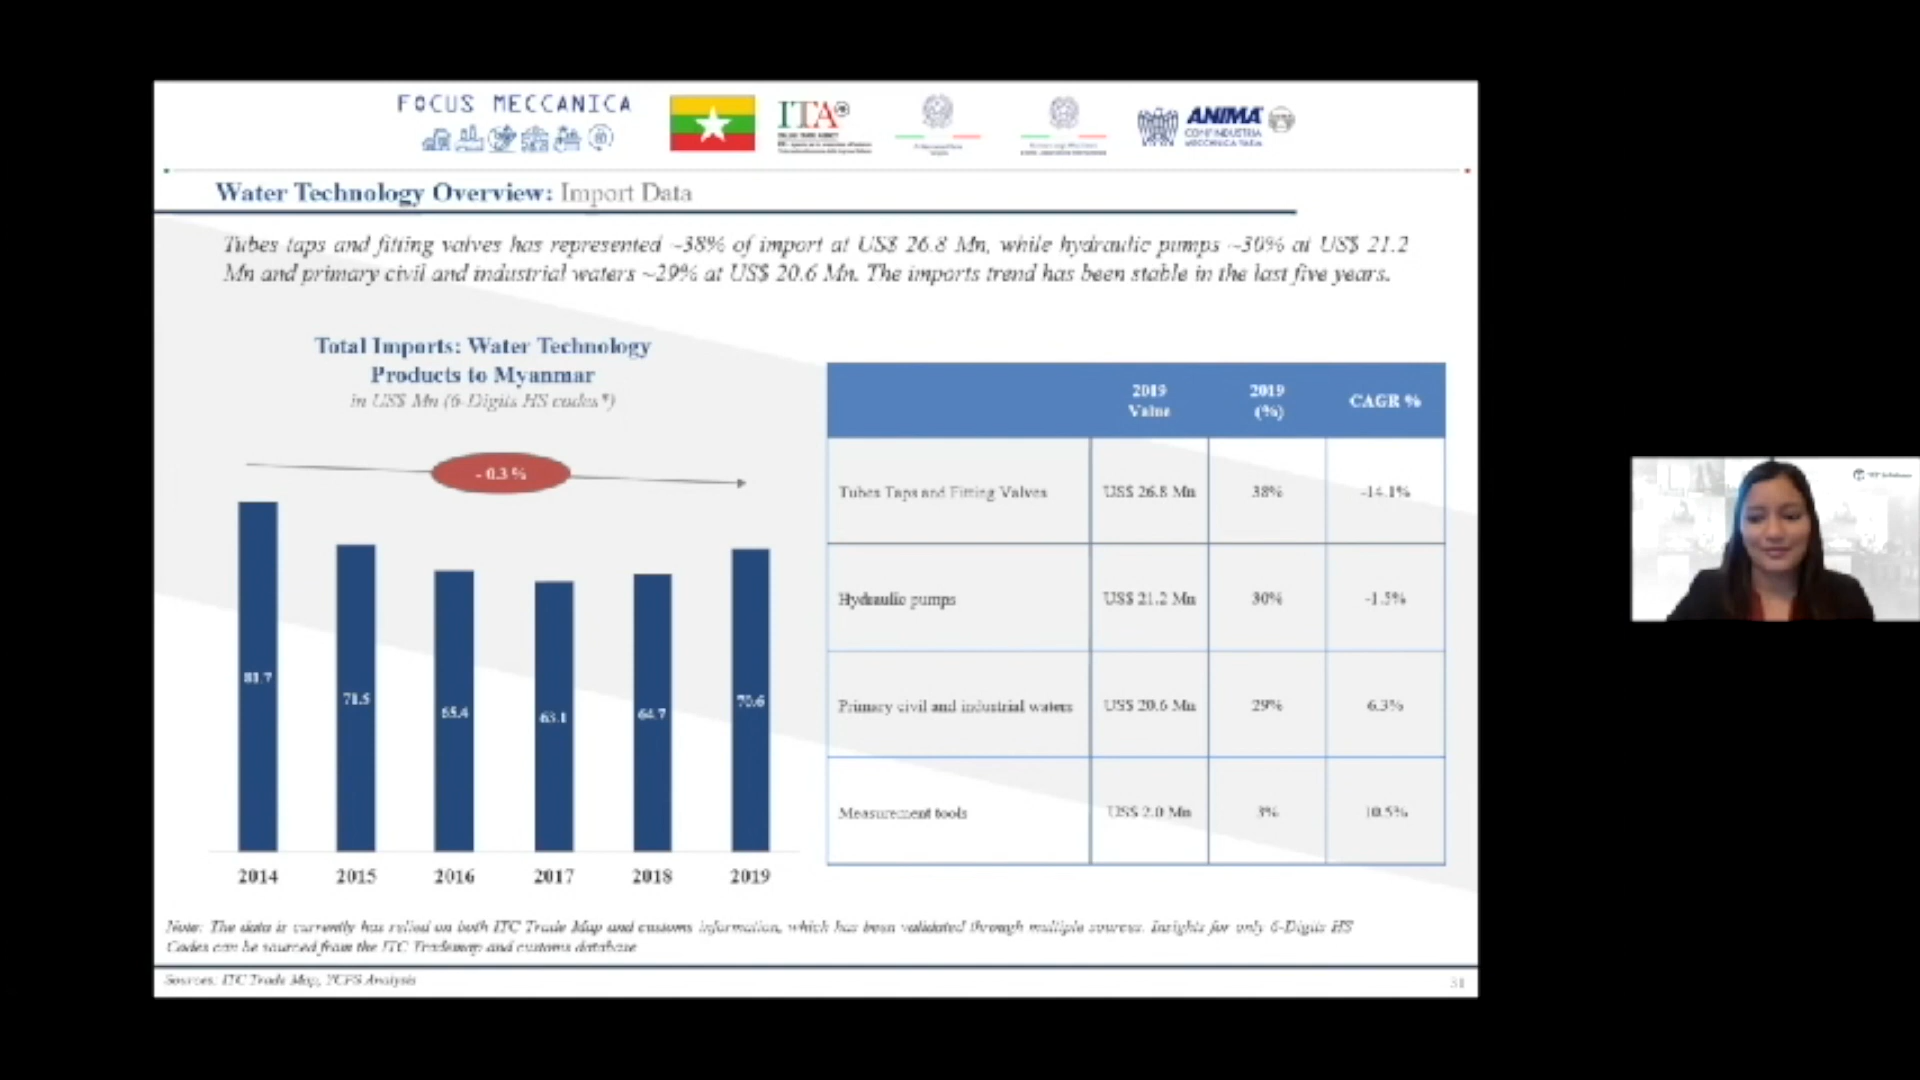 FOCUS MECCANICA
ITA
ANIMA
CONFINDUSTRIA
MECCANICA VARIA
Water Technology Overview: Import Data
Tubes taps and fitting valves has represented ~38% of import at US$ 26.8 Mn, while hydraulic pumps ~30% at US$ 21.2
Mn and primary civil and industrial waters ~29% at US$ 20.6 Mn. The imports trend has been stable in the last five years.
Total Imports: Water Technology
Products to Myanmar
in US$ Mn (6-Digits HS codes*)
- 0.3 %
81.7
71.5
65.4
63.1
64.7
70.6
2014 2015 2016 2017 2018 2019
2019 Value 2019 (%) CAGR %
Tubes Taps and Fitting Valves US$ 26.8 Mn 38% -14.1%
Hydraulic pumps US$ 21.2 Mn 30% -1.5%
Primary civil and industrial waters US$ 20.6 Mn 29% 6.3%
Measurement tools US$ 2.0 Mn 3% 10.5%
Note: The data is currently has relied on both ITC Trade Map and customs information, which has been validated through multiple sources. Insights for only 6-Digits HS
Codes can be sourced from the ITC Trademap and customs database
Sources: ITC Trade Map, YCFS Analysis
31